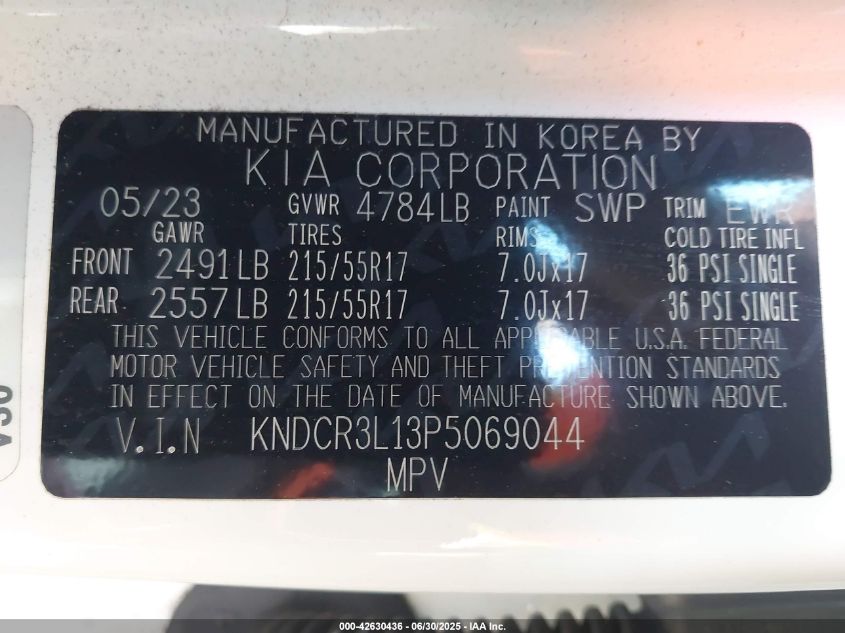 MANUFACTURED IN KOREA BY
KIA CORPORATION
05/23 GVWR 4784LB PAINT SWP TRIM EWR
GAWR TIRES RIMS COLD TIRE INFL
FRONT 2491LB 215/55R17 7.0Jx17 36 PSI SINGLE
REAR 2557LB 215/55R17 7.0Jx17 36 PSI SINGLE
THIS VEHICLE CONFORMS TO ALL APPLICABLE U.S.A. FEDERAL
MOTOR VEHICLE SAFETY AND THEFT PREVENTION STANDARDS
IN EFFECT ON THE DATE OF MANUFACTURE SHOWN ABOVE.
V.I.N KNDCR3L13P5069044
MPV
000-42630436 - 06/30/2025 - IAA, Inc.